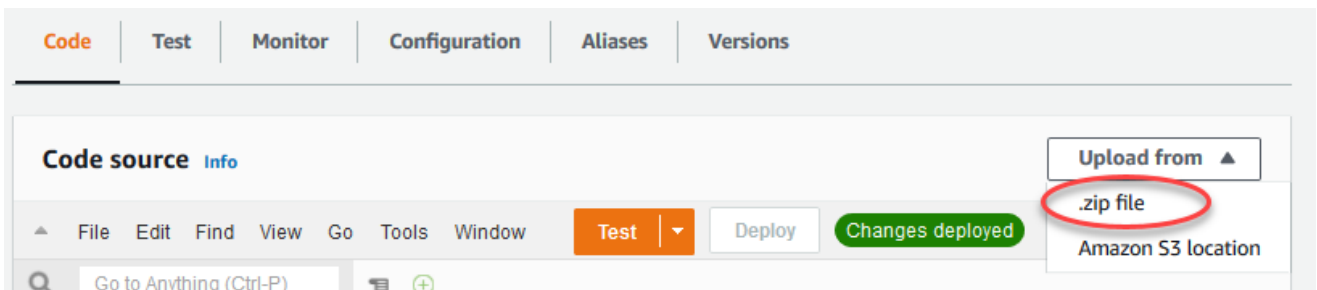 Code Test Monitor Configuration Aliases Versions
Code source Info Upload from
.zip file
File Edit Find View Go Tools Window Test Deploy Changes deployed
Amazon S3 location
Go to Anything (Ctrl-P)